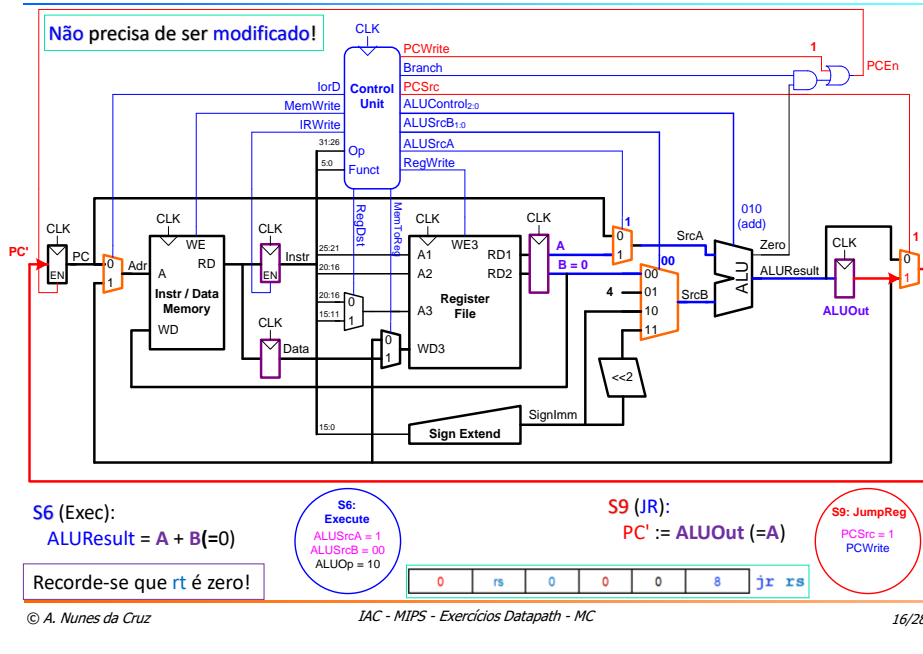 Não precisa de ser modificado!
CLK
PCWrite
Branch
PCSrc
ALUControl2:0
ALUSrcB1:0
ALUSrcA
RegWrite
1
PCEn
IorD
MemWrite
IRWrite
Control
Unit
31:26
Op
5:0
Funct
RegDst
MemToReg
CLK
PC'
PC
EN
0
1
Adr
CLK
WE
A
RD
Instr / Data
Memory
WD
CLK
EN
Instr
CLK
Data
25:21
20:16
20:16
15:11
0
1
0
1
CLK
WE3
A1
RD1
A2
RD2
A3
Register
File
WD3
CLK
A
B = 0
1
0
1
SrcA
00
00
4
01
10
11
SrcB
<<2
SignImm
15:0
Sign Extend
010
(add)
ALU
Zero
ALUResult
CLK
ALUOut
1
0
1
S6 (Exec):
ALUResult = A + B(=0)
S6:
Execute
ALUSrcA = 1
ALUSrcB = 00
ALUOp = 10
S9 (JR):
PC' := ALUOut (=A)
S9: JumpReg
PCSrc = 1
PCWrite
Recorde-se que rt é zero!
0 rs 0 0 0 8 jr rs
© A. Nunes da Cruz
IAC - MIPS - Exercícios Datapath - MC
16/28